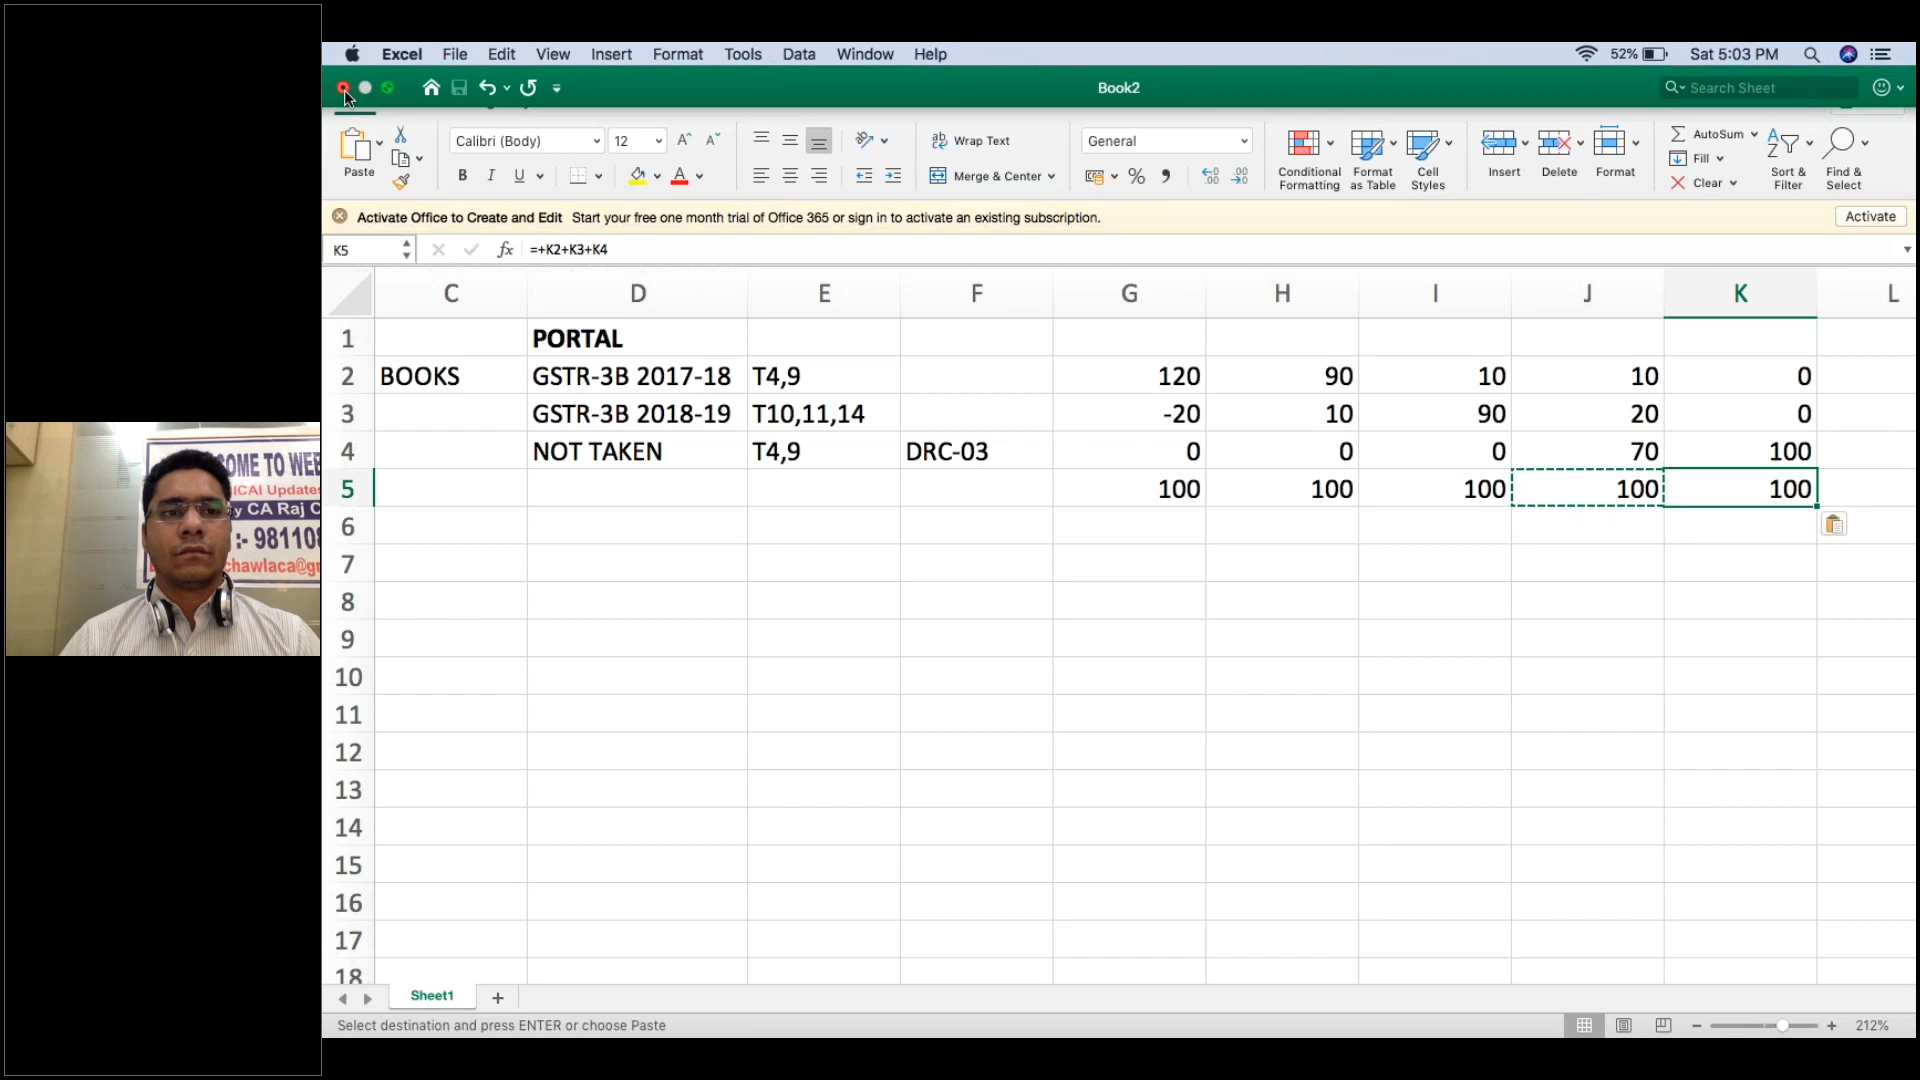 Excel File Edit View Insert Format Tools Data Window Help 52% Sat 5:03 PM
Book2 Search Sheet
Paste Calibri (Body) 12 Wrap Text General Conditional Formatting Format as Table Cell Styles Insert Delete Format AutoSum Sort & Filter Find & Select
B I U A Merge & Center % Fill Clear
Activate Office to Create and Edit Start your free one month trial of Office 365 or sign in to activate an existing subscription. Activate
K5 fx =+K2+K3+K4
C D E F G H I J K L
1 PORTAL
2 BOOKS GSTR-3B 2017-18 T4,9 120 90 10 10 0
3 GSTR-3B 2018-19 T10,11,14 -20 10 90 20 0
4 NOT TAKEN T4,9 DRC-03 0 0 0 70 100
5 100 100 100 100 100
6
7
8
9
10
11
12
13
14
15
16
17
18
Sheet1 +
Select destination and press ENTER or choose Paste 212%
OME TO WEB
ICAI Updates
y CA Raj C
:- 98110
chawlaca@g